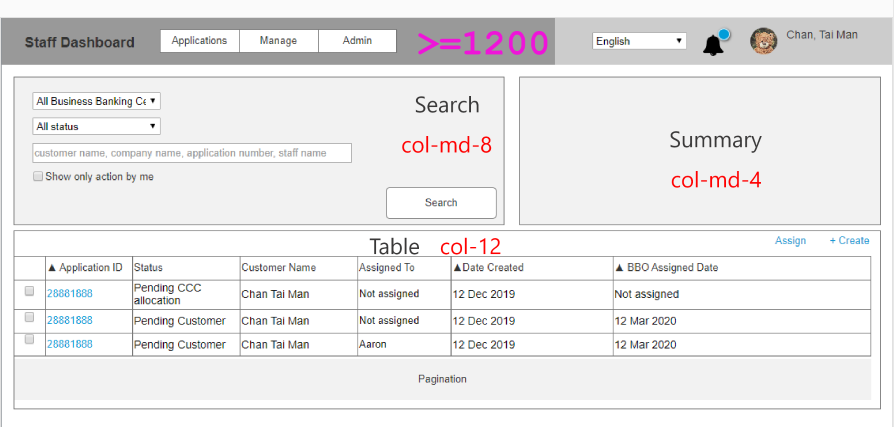 Staff Dashboard Applications Manage Admin >=1200 English ▼ Chan, Tai Man
All Business Banking Ce ▼
All status ▼
customer name, company name, application number, staff name
Show only action by me
Search
Search
col-md-8
Summary
col-md-4
Table col-12 Assign + Create
▲ Application ID Status Customer Name Assigned To ▲Date Created ▲ BBO Assigned Date
28881888 Pending CCC allocation Chan Tai Man Not assigned 12 Dec 2019 Not assigned
28881888 Pending Customer Chan Tai Man Not assigned 12 Dec 2019 12 Mar 2020
28881888 Pending Customer Chan Tai Man Aaron 12 Dec 2019 12 Mar 2020
Pagination